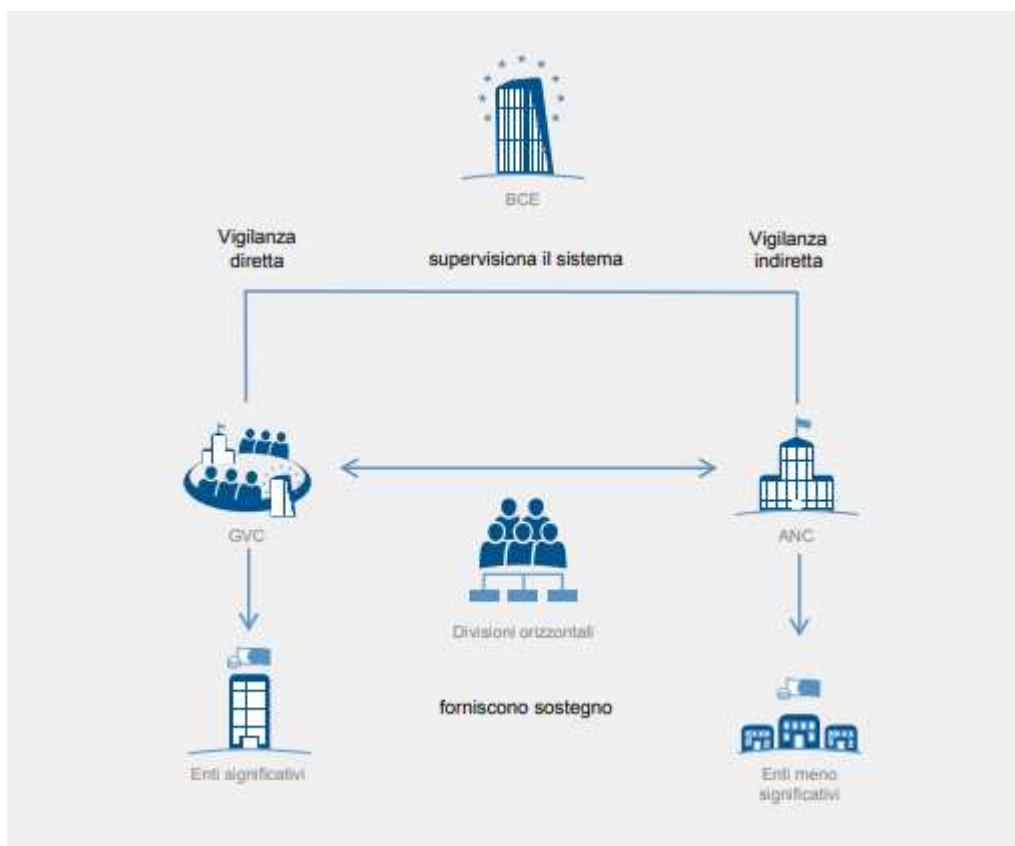 BCE
Vigilanza
diretta
supervisiona il sistema
Vigilanza
indiretta
GVC
ANC
Divisioni orizzontali
forniscono sostegno
Enti significativi
Enti meno
significativi